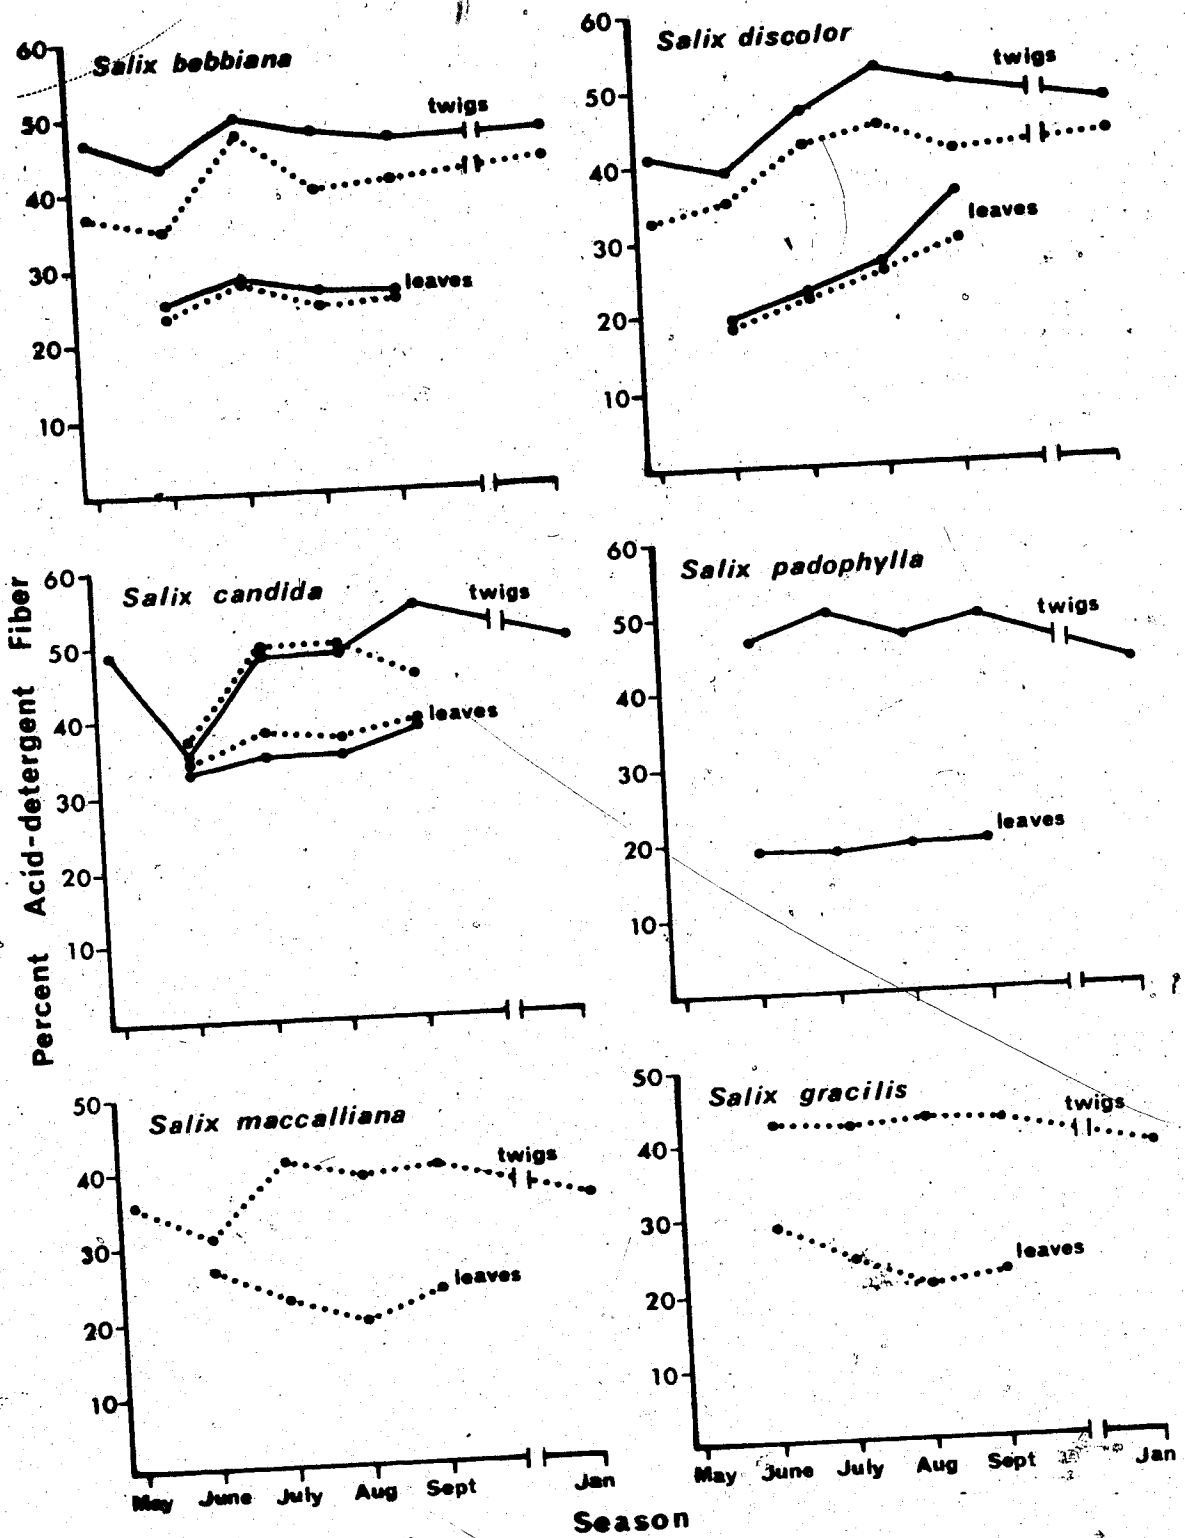 Salix bebbiana
60
50
40
30
20
10
twigs
leaves
Salix discolor
60
50
40
30
20
10
twigs
leaves
Salix candida
60
50
40
30
20
10
twigs
leaves
Salix padophylla
60
50
40
30
20
10
twigs
leaves
Percent Acid-detergent Fiber
Salix maccalliana
50
40
30
20
10
twigs
leaves
May June July Aug Sept Jan
Salix gracilis
50
40
30
20
10
twigs
leaves
May June July Aug Sept Jan
Season